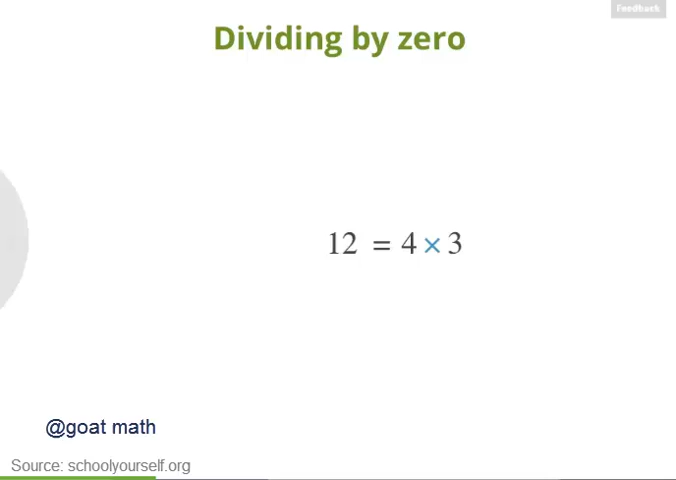 Feedback
Dividing by zero
12 = 4 × 3
@goat math
Source: schoolyourself.org